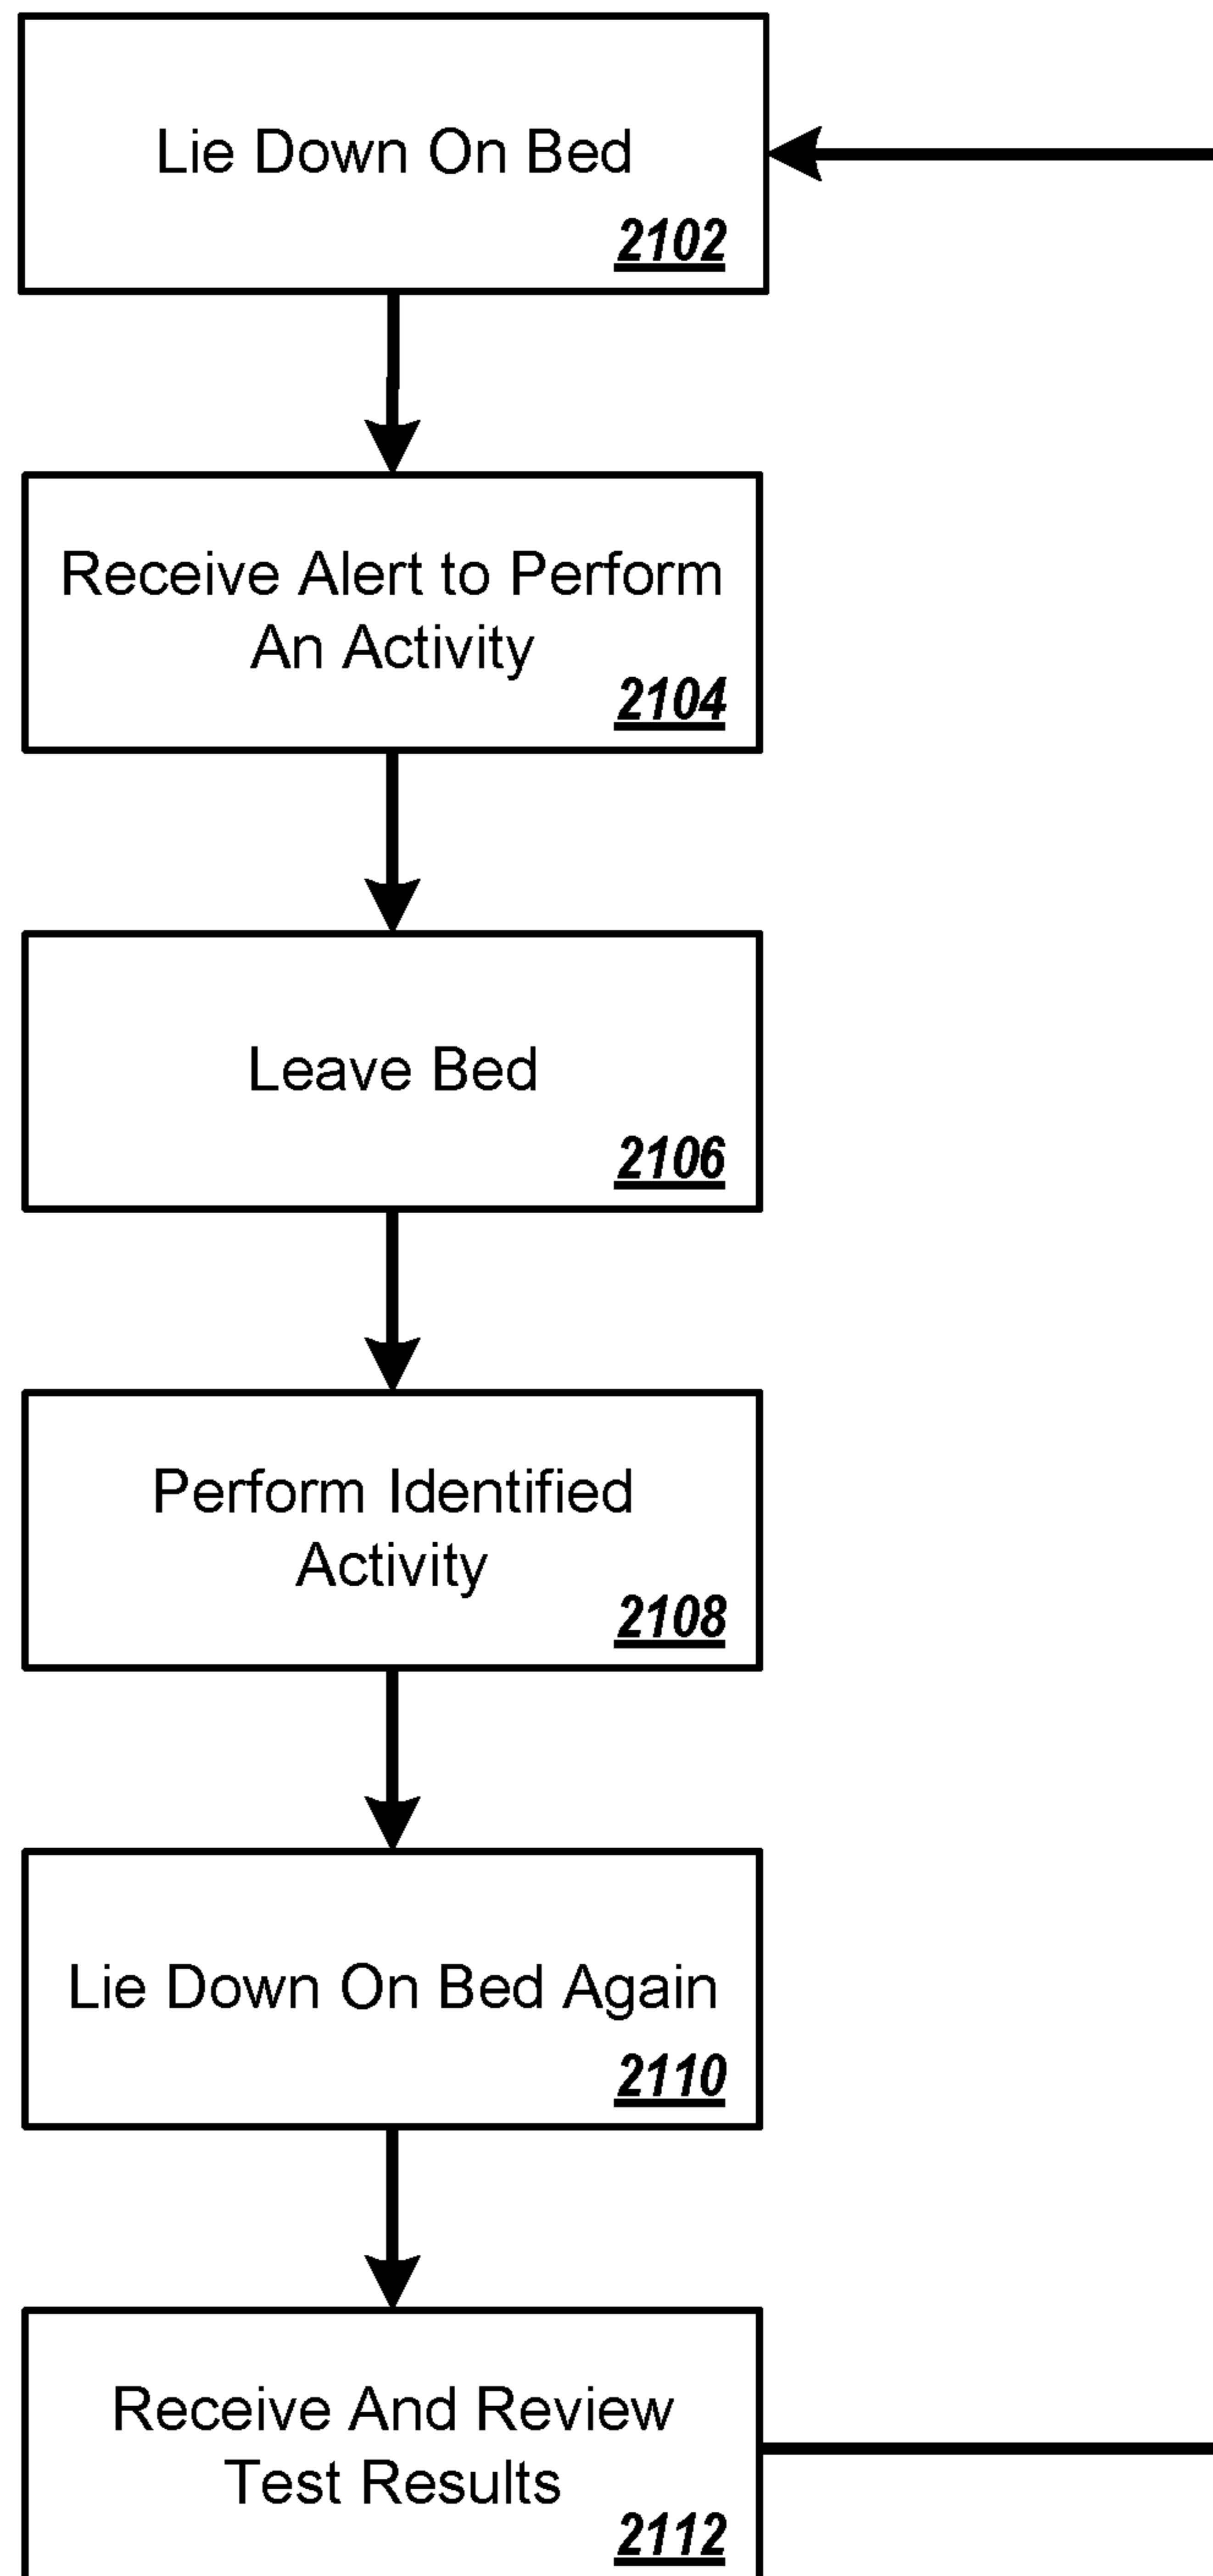 Lie Down On Bed
2102
Receive Alert to Perform
An Activity
2104
Leave Bed
2106
Perform Identified
Activity
2108
Lie Down On Bed Again
2110
Receive And Review
Test Results
2112